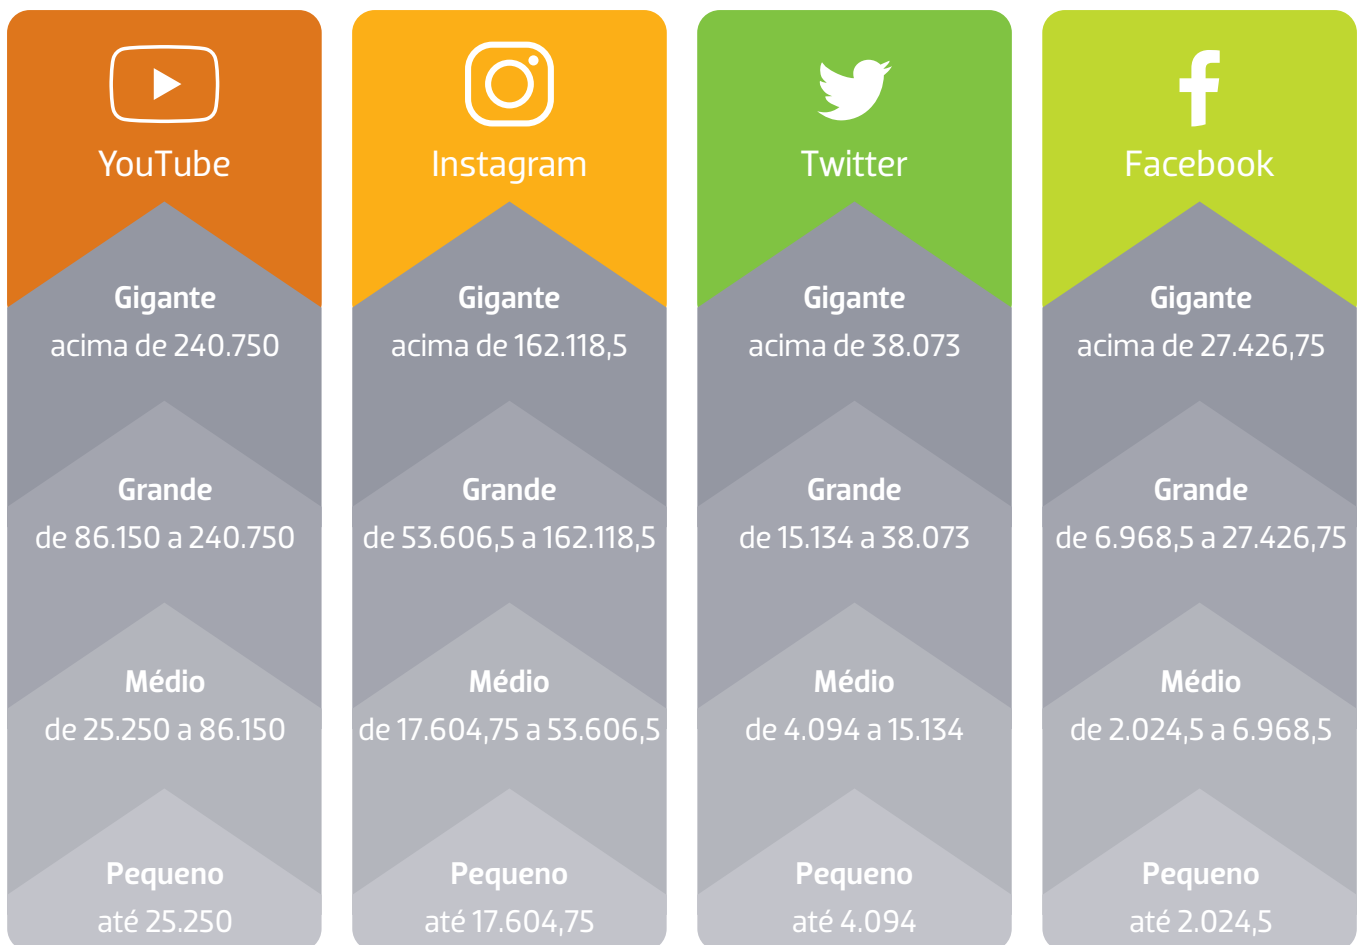 YouTube
Gigante
acima de 240.750
Grande
de 86.150 a 240.750
Médio
de 25.250 a 86.150
Pequeno
até 25.250
Instagram
Gigante
acima de 162.118,5
Grande
de 53.606,5 a 162.118,5
Médio
de 17.604,75 a 53.606,5
Pequeno
até 17.604,75
Twitter
Gigante
acima de 38.073
Grande
de 15.134 a 38.073
Médio
de 4.094 a 15.134
Pequeno
até 4.094
Facebook
Gigante
acima de 27.426,75
Grande
de 6.968,5 a 27.426,75
Médio
de 2.024,5 a 6.968,5
Pequeno
até 2.024,5